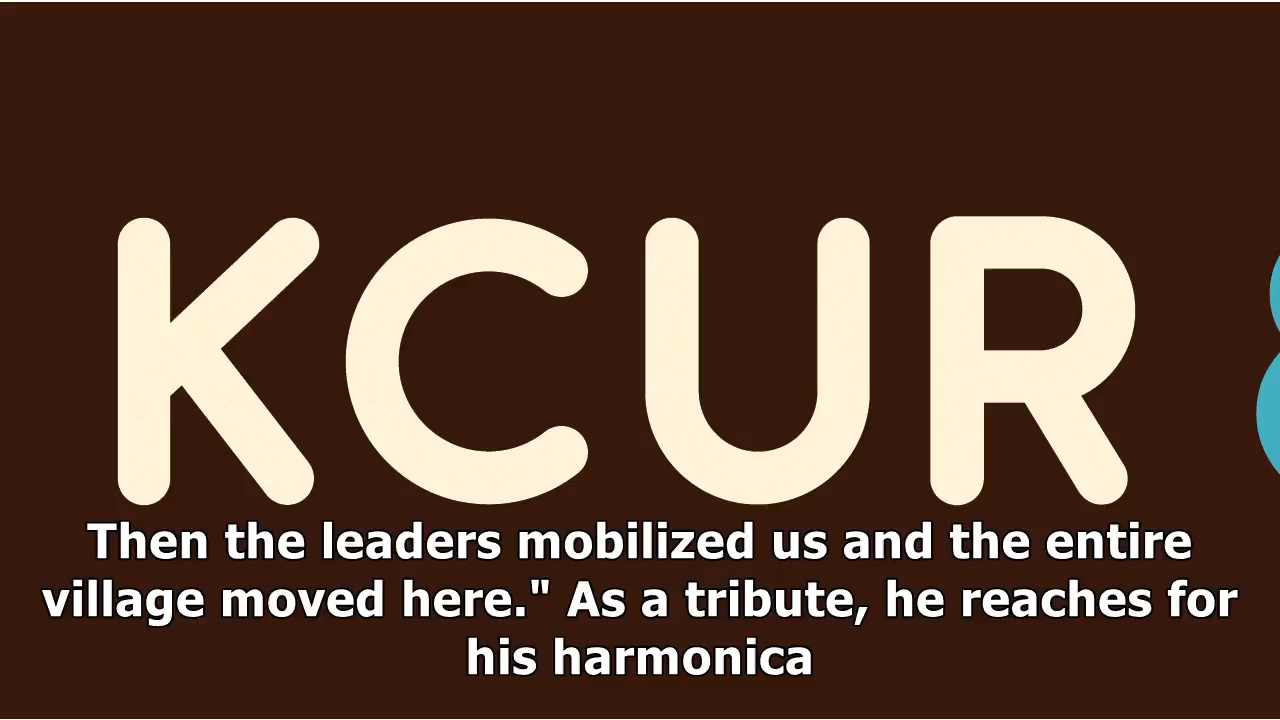 KCUR
Then the leaders mobilized us and the entire
village moved here." As a tribute, he reaches for
his harmonica